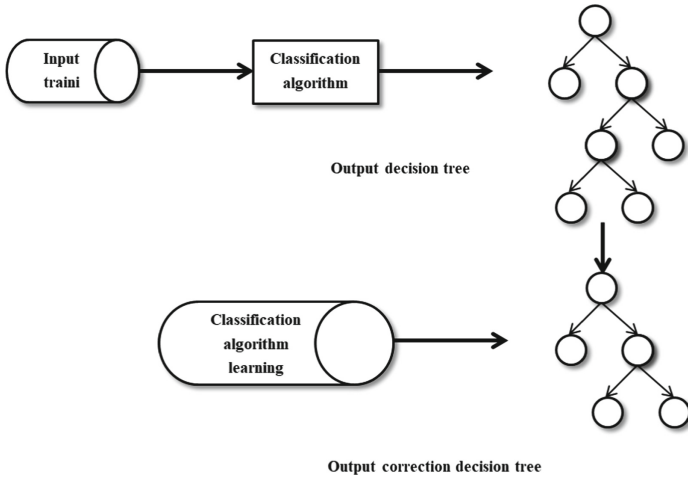 Input
traini
Classification
algorithm
Output decision tree
Classification
algorithm
learning
Output correction decision tree